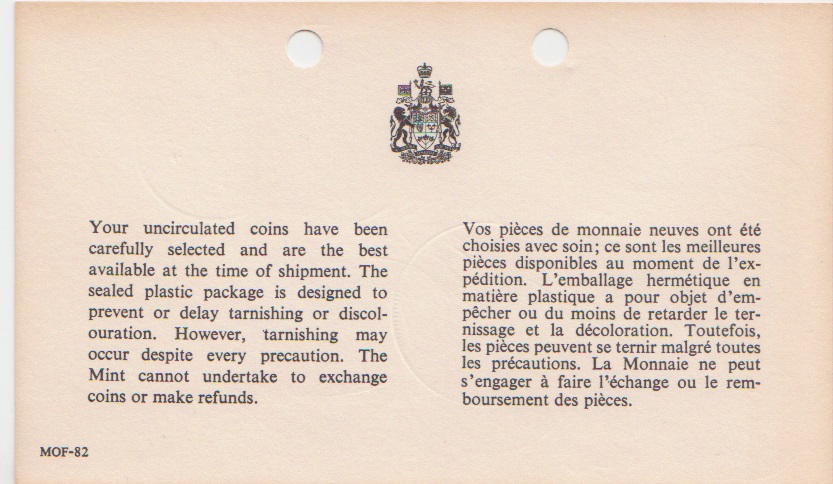 Your uncirculated coins have been
carefully selected and are the best
available at the time of shipment. The
sealed plastic package is designed to
prevent or delay tarnishing or discol-
ouration. However, tarnishing may
occur despite every precaution. The
Mint cannot undertake to exchange
coins or make refunds.
Vos pièces de monnaie neuves ont été
choisies avec soin; ce sont les meilleures
pièces disponibles au moment de l'ex-
pédition. L'emballage hermétique en
matière plastique a pour objet d'em-
pêcher ou du moins de retarder le ter-
nissage et la décoloration. Toutefois,
les pièces peuvent se ternir malgré toutes
les précautions. La Monnaie ne peut
s'engager à faire l'échange ou le rem-
boursement des pièces.
MOF-82